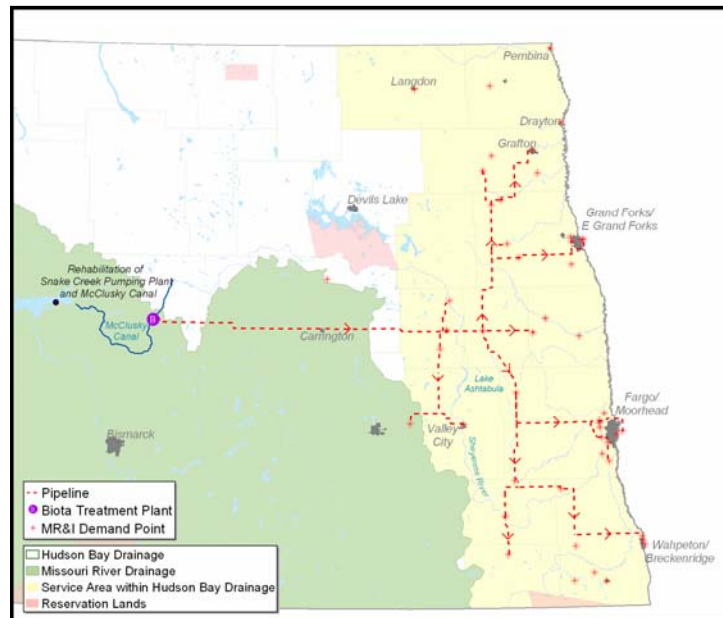 Pembina
Langdon
Drayton
Grafton
Devils Lake
Grand Forks/
E Grand Forks
Rehabilitation of
Snake Creek Pumping Plant
and McClusky Canal
McClusky
Canal
Carrington
Lake
Ashtabula
Fargo/
Moorhead
Valley
City
Bismarck
Sheyenne River
Wahpeton/
Breckenridge
Pipeline
B Biota Treatment Plant
MR&I Demand Point
Hudson Bay Drainage
Missouri River Drainage
Service Area within Hudson Bay Drainage
Reservation Lands